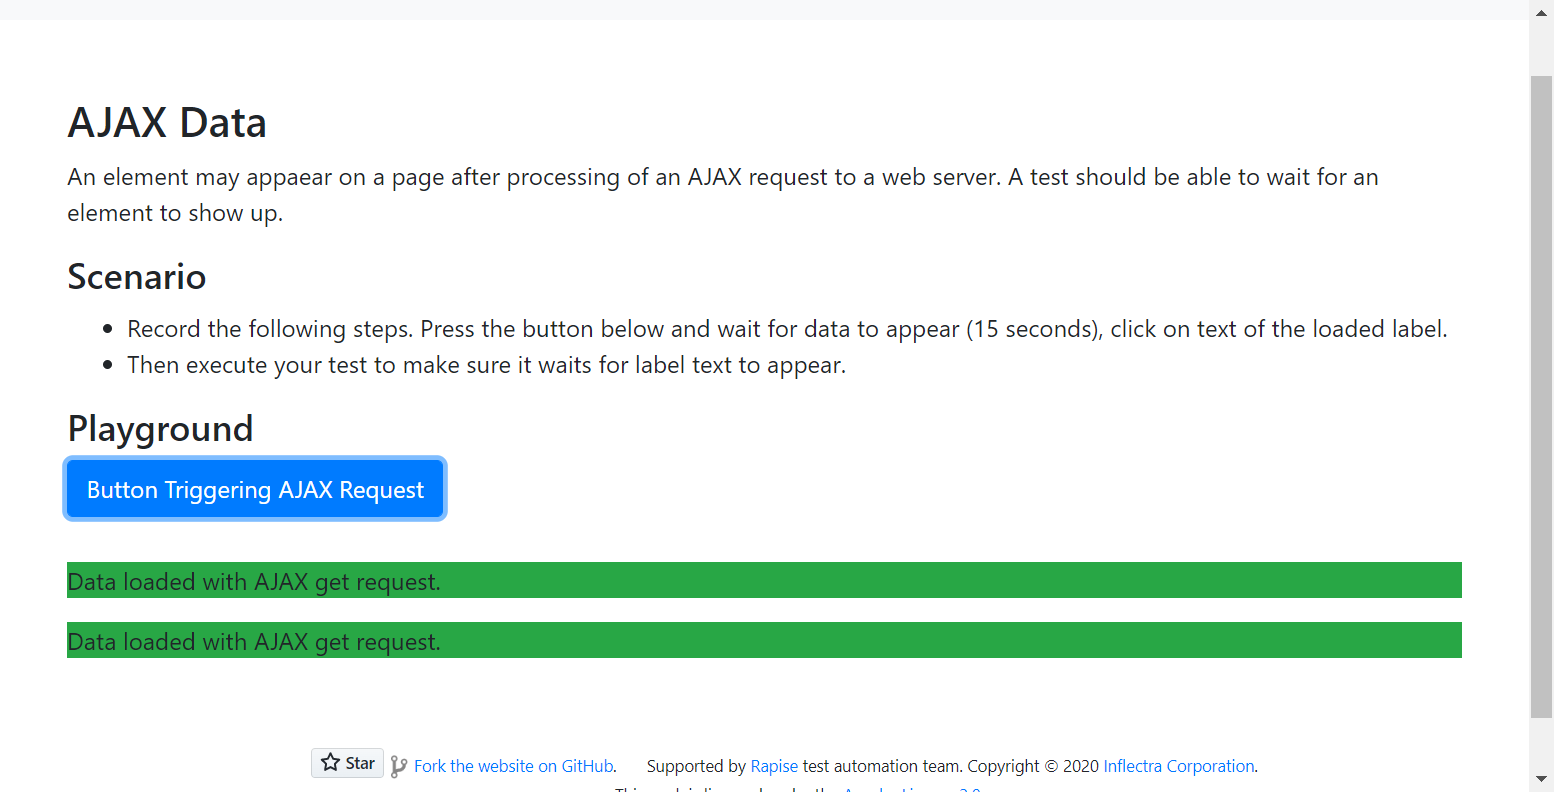 AJAX Data
An element may appaear on a page after processing of an AJAX request to a web server. A test should be able to wait for an
element to show up.
Scenario
Record the following steps. Press the button below and wait for data to appear (15 seconds), click on text of the loaded label.
Then execute your test to make sure it waits for label text to appear.
Playground
Button Triggering AJAX Request
Data loaded with AJAX get request.
Data loaded with AJAX get request.
Star Fork the website on GitHub. Supported by Rapise test automation team. Copyright © 2020 Inflectra Corporation.